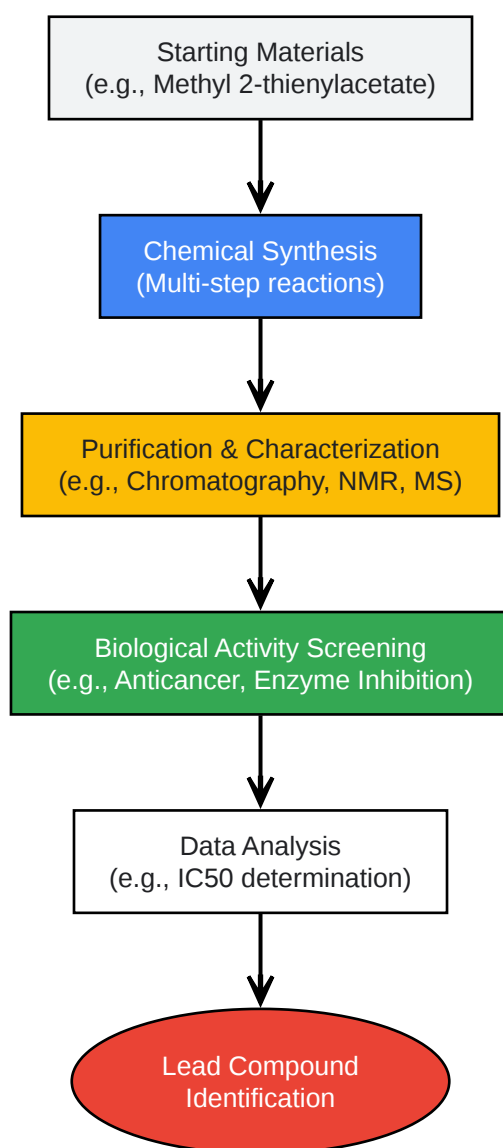 Starting Materials
(e.g., Methyl 2-thienylacetate)
Chemical Synthesis
(Multi-step reactions)
Purification & Characterization
(e.g., Chromatography, NMR, MS)
Biological Activity Screening
(e.g., Anticancer, Enzyme Inhibition)
Data Analysis
(e.g., IC50 determination)
Lead Compound
Identification